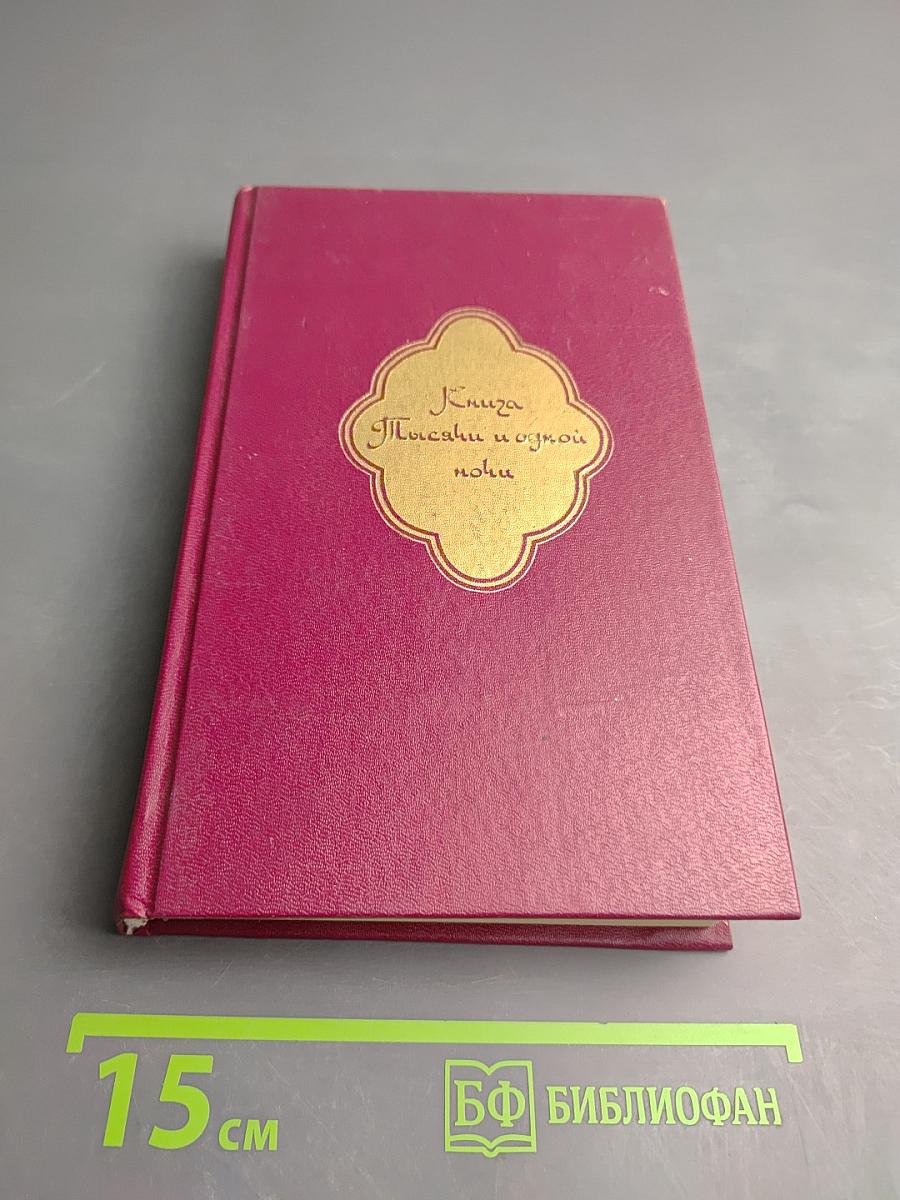 Книга
Тысячи и одной
ночи
15 см
БФ БИБЛИОФАН